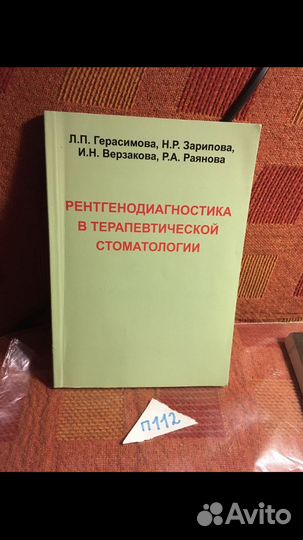 Л.П. Герасимова, Н.Р. Зарипова,
И.Н. Верзакова, Р.А. Раянова
РЕНТГЕНОДИАГНОСТИКА
В ТЕРАПЕВТИЧЕСКОЙ
СТОМАТОЛОГИИ
П112
Avito